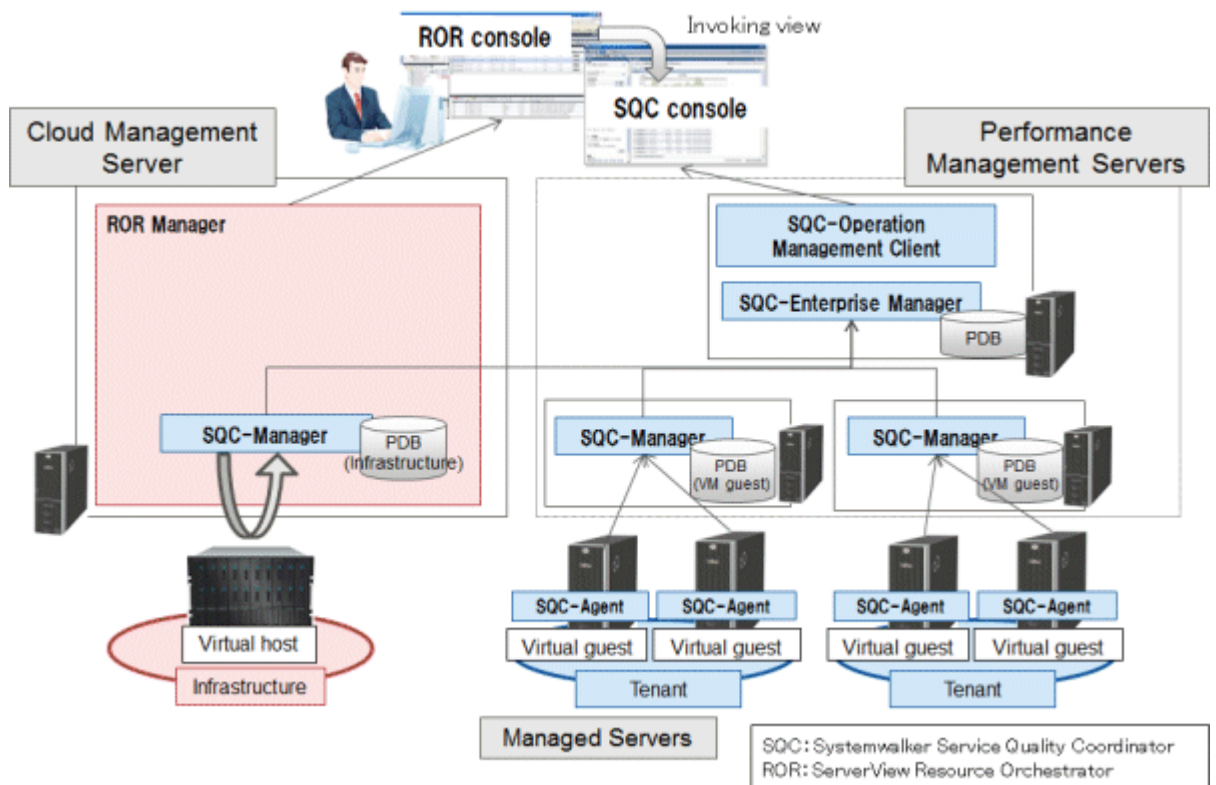 Invoking view
ROR console
SQC console
Cloud Management
Server
Performance
Management Servers
ROR Manager
SQC-Operation
Management Client
SQC-Enterprise Manager
PDB
SQC-Manager
PDB
(Infrastructure)
SQC-Manager
PDB
(VM guest)
SQC-Manager
PDB
(VM guest)
SQC-Agent
SQC-Agent
SQC-Agent
SQC-Agent
Virtual host
Virtual guest
Virtual guest
Virtual guest
Virtual guest
Infrastructure
Tenant
Tenant
Managed Servers
SQC: Systemwalker Service Quality Coordinator
ROR: ServerView Resource Orchestrator